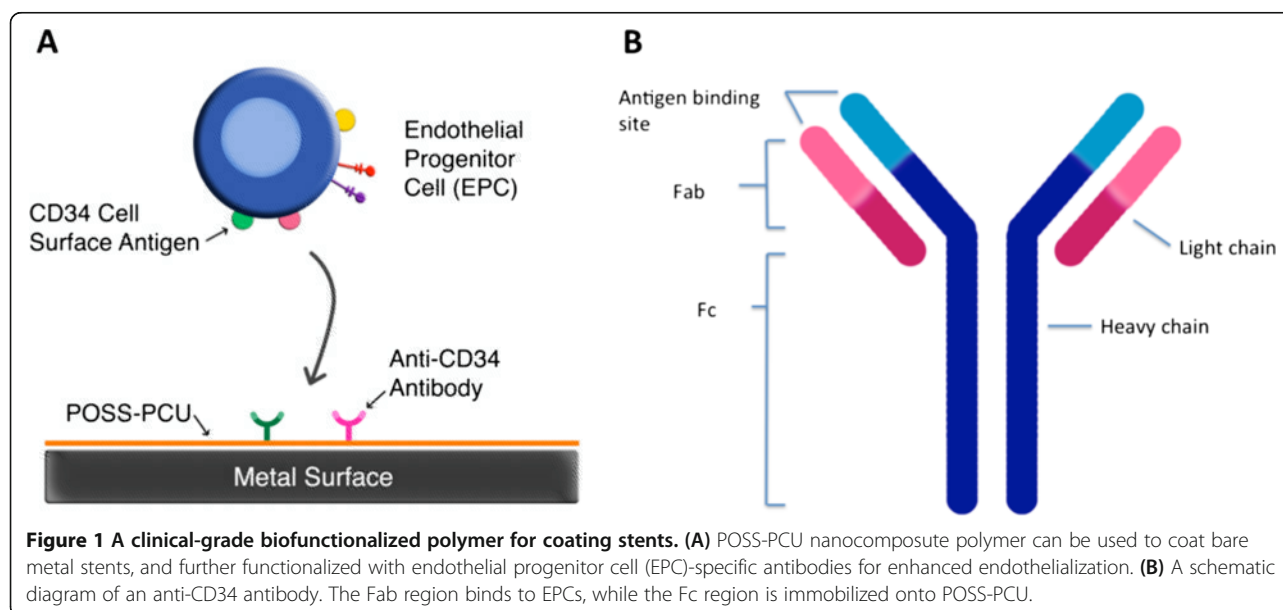 A
Endothelial
Progenitor
Cell (EPC)
CD34 Cell
Surface Antigen
Anti-CD34
Antibody
POSS-PCU
Metal Surface
B
Antigen binding
site
Fab
Fc
Light chain
Heavy chain
Figure 1 A clinical-grade biofunctionalized polymer for coating stents. (A) POSS-PCU nanocomposute polymer can be used to coat bare
metal stents, and further functionalized with endothelial progenitor cell (EPC)-specific antibodies for enhanced endothelialization. (B) A schematic
diagram of an anti-CD34 antibody. The Fab region binds to EPCs, while the Fc region is immobilized onto POSS-PCU.